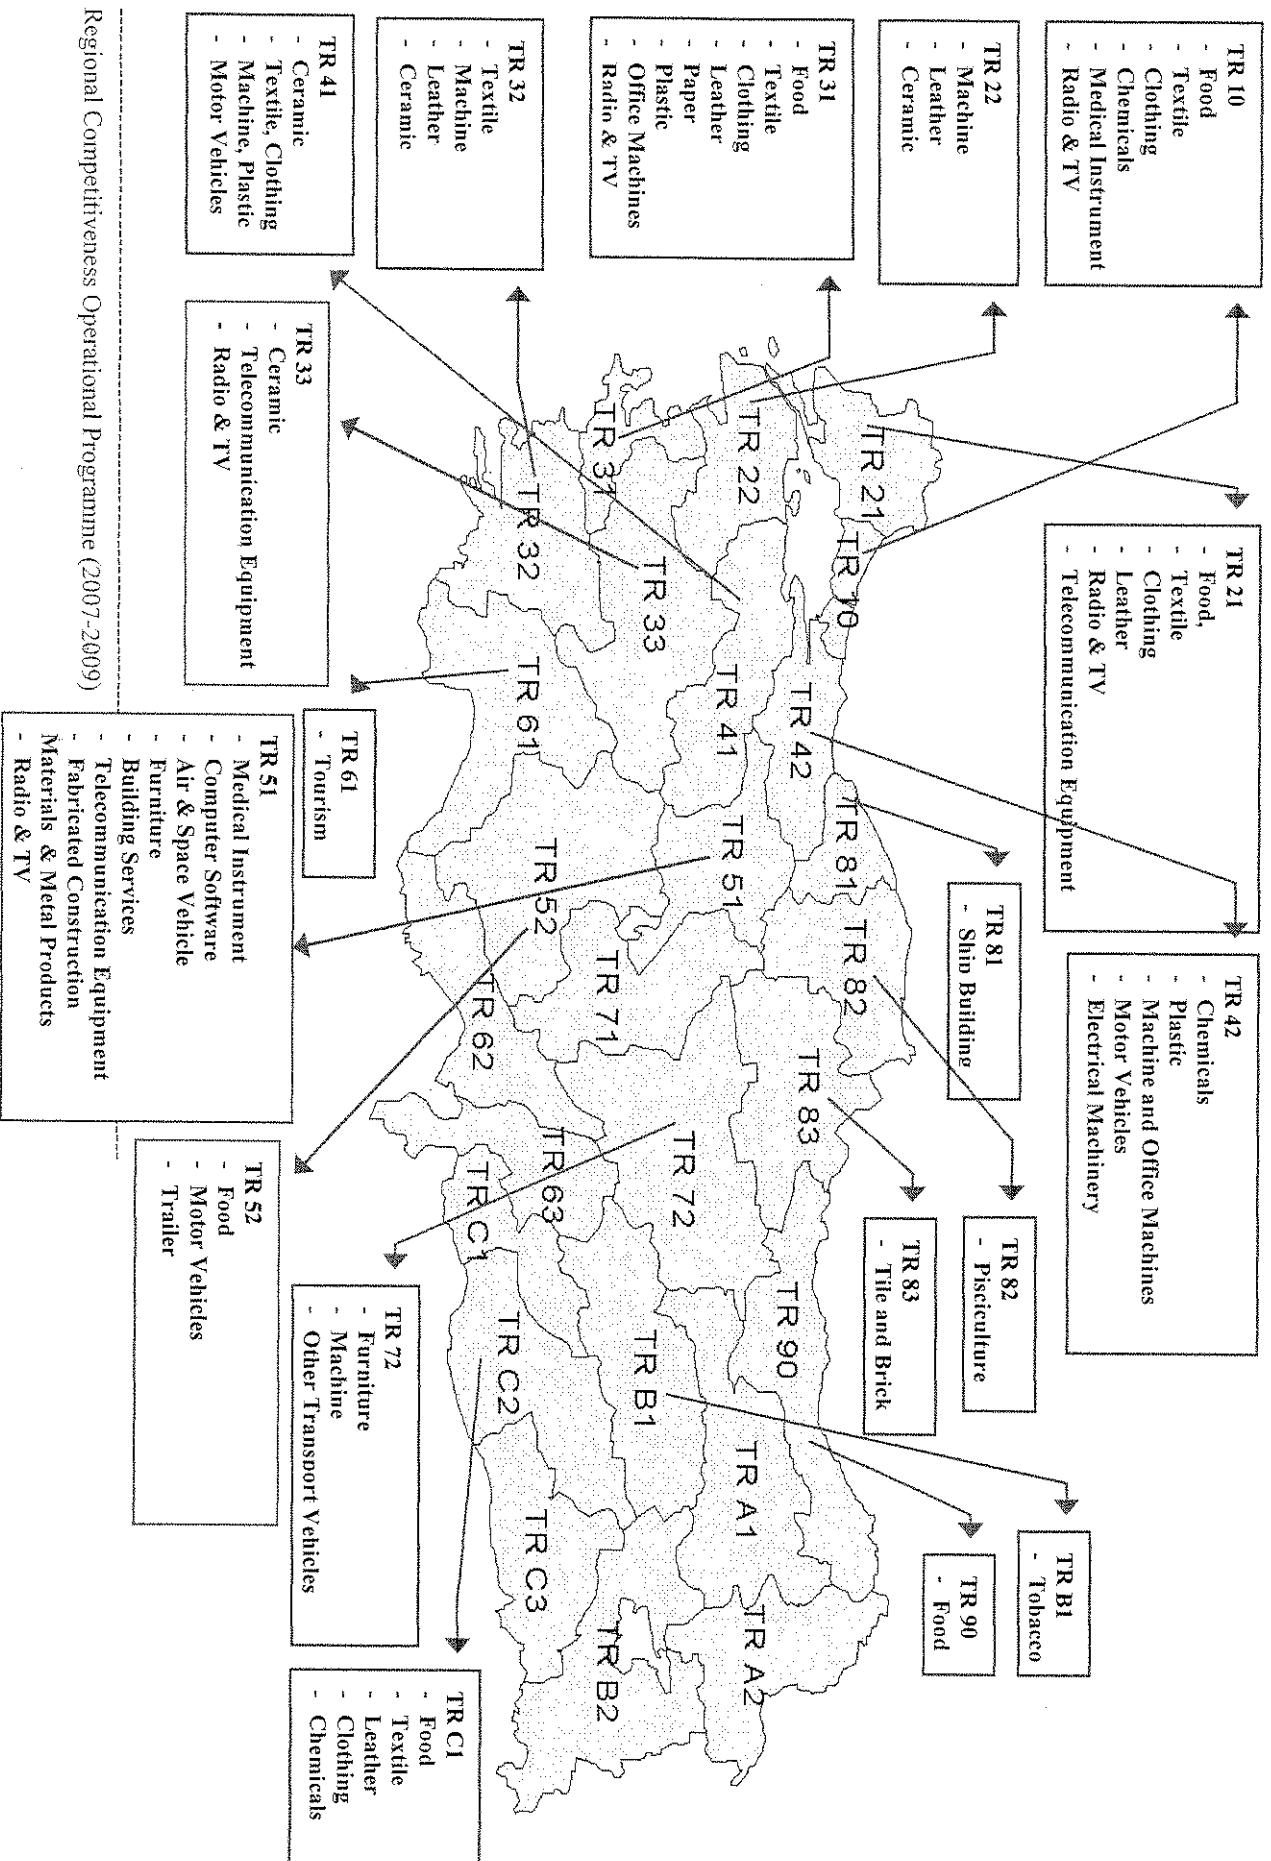 TR 10
- Food
- Textile
- Clothing
- Chemicals
- Medical Instrument
- Radio & TV
TR 21
- Food,
- Textile
- Clothing
- Leather
- Radio & TV
- Telecommunication Equipment
TR 42
- Chemicals
- Plastic
- Machine and Office Machines
- Motor Vehicles
- Electrical Machinery
TR 22
- Machine
- Leather
- Ceramic
TR 81
- Ship Building
TR 82
- Pisciculture
TR 83
- Tile and Brick
TR B1
- Tobacco
TR 90
- Food
TR 31
- Food
- Textile
- Clothing
- Leather
- Paper
- Plastic
- Office Machines
- Radio & TV
TR 21
TR 10
TR 22
TR 42
TR 81
TR 82
TR 83
TR 90
TR A1
TR A2
TR 31
TR 33
TR 41
TR 51
TR 71
TR 72
TR B1
TR B2
TR 32
TR 61
TR 52
TR 62
TR 63
TR C1
TR C2
TR C3
TR 32
- Textile
- Machine
- Leather
- Ceramic
TR 41
- Ceramic
- Textile, Clothing
- Machine, Plastic
- Motor Vehicles
TR 33
- Ceramic
- Telecommunication Equipment
- Radio & TV
TR 61
- Tourism
TR 51
- Medical Instrument
- Computer Software
- Air & Space Vehicle
- Furniture
- Building Services
- Telecommunication Equipment
- Fabricated Construction
Materials & Metal Products
- Radio & TV
TR 52
- Food
- Motor Vehicles
- Trailer
TR 72
- Furniture
- Machine
- Other Transport Vehicles
TR C1
- Food
- Textile
- Leather
- Clothing
- Chemicals
Regional Competitiveness Operational Programme (2007-2009)